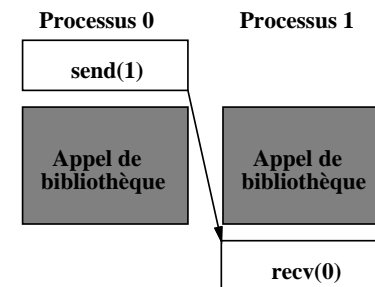 Processus 0
Processus 1
send(1)
Appel de
bibliothèque
Appel de
bibliothèque
recv(0)